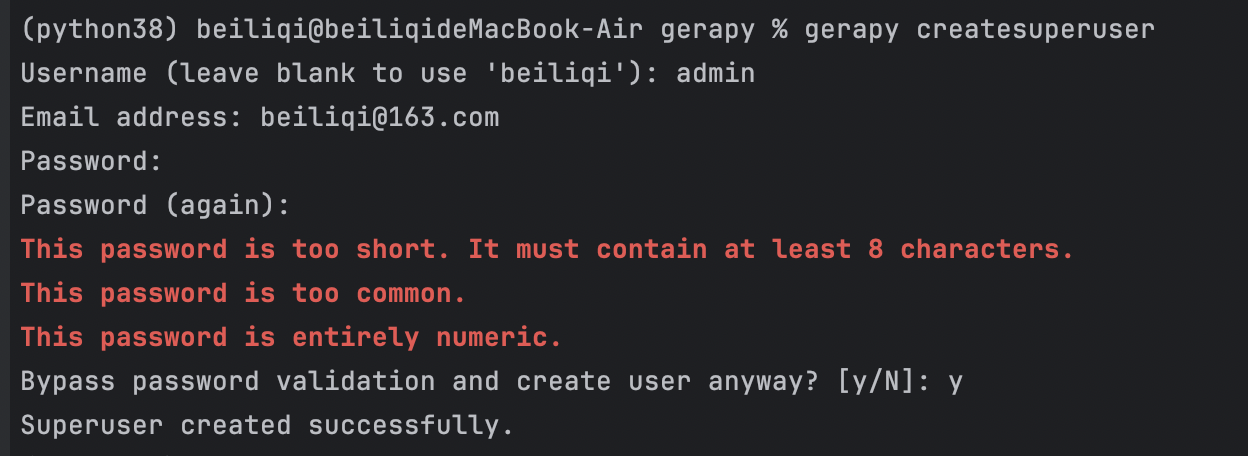 (python38) beiliqi@beiliqideMacBook-Air gerapy % gerapy createsuperuser
Username (leave blank to use 'beiliqi'): admin
Email address: beiliqi@163.com
Password:
Password (again):
This password is too short. It must contain at least 8 characters.
This password is too common.
This password is entirely numeric.
Bypass password validation and create user anyway? [y/N]: y
Superuser created successfully.